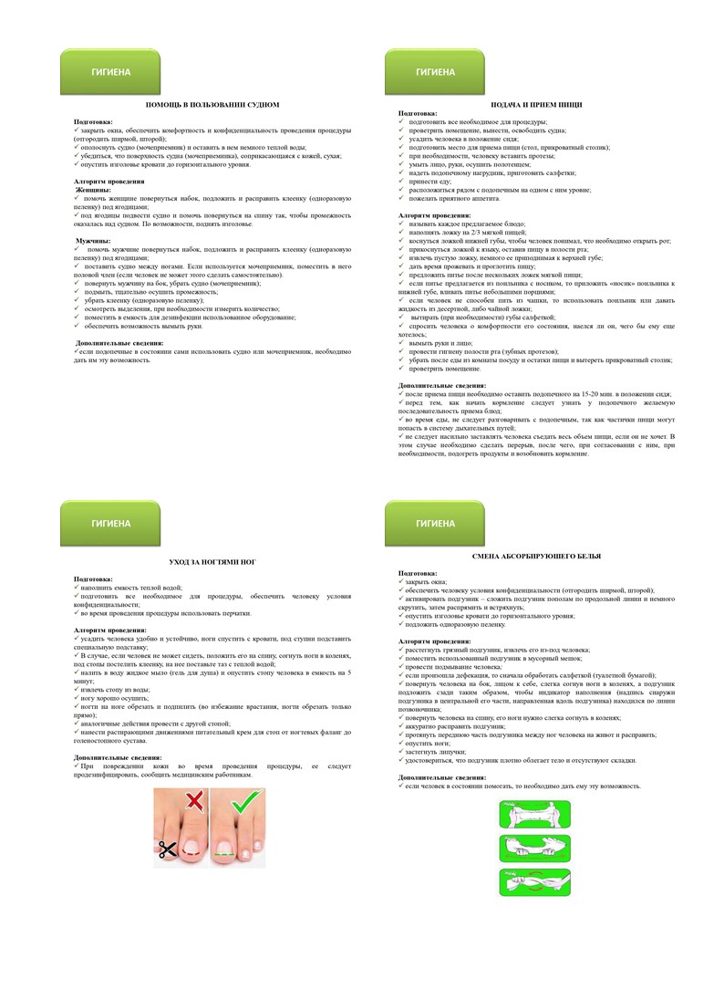 ГИГИЕНА
ПОМОЩЬ В ПОЛЬЗОВАНИИ СУДНОМ
Подготовка:
✓закрыть окна, обеспечить комфортность и конфиденциальность проведения процедуры
(отгородить ширмой, шторой);
✓ополоснуть судно (мочеприемник) и оставить в нем немного теплой воды;
✓убедиться, что поверхность судна (мочеприемника), соприкасающаяся с кожей, сухая;
✓опустить изголовье кровати до горизонтального уровня.
Алгоритм проведения
Женщины:
✓ помочь женщине повернуться набок, подложить и расправить клеенку (одноразовую
пеленку) под ягодицами;
✓под ягодицы подвести судно и помочь повернуться на спину так, чтобы промежность
оказалась над судном. По возможности, поднять изголовье.
Мужчины:
✓ помочь мужчине повернуться набок, подложить и расправить клеенку (одноразовую
пеленку) под ягодицами;
✓ поставить судно между ногами. Если используется мочеприемник, поместить в него
половой член (если человек не может этого сделать самостоятельно).
✓ повернуть мужчину на бок, убрать судно (мочеприемник);
✓ подмыть, тщательно осушить промежность;
✓ убрать клеенку (одноразовую пеленку);
✓ осмотреть выделения, при необходимости измерить количество;
✓ поместить в емкость для дезинфекции использованное оборудование;
✓ обеспечить возможность вымыть руки.
Дополнительные сведения:
✓если подопечные в состоянии сами использовать судно или мочеприемник, необходимо
дать им эту возможность.
ГИГИЕНА
ПОДАЧА И ПРИЕМ ПИЩИ
Подготовка:
✓ подготовить все необходимое для процедуры;
✓ проветрить помещение, вынести, освободить судна;
✓ усадить человека в положение сидя;
✓ подготовить место для приема пищи (стол, прикроватный столик);
✓ при необходимости, человеку вставить протезы;
✓ умыть лицо, руки, осушить полотенцем;
✓ надеть подопечному нагрудник, приготовить салфетки;
✓ принести еду;
✓ расположиться рядом с подопечным на одном с ним уровне;
✓ пожелать приятного аппетита.
Алгоритм проведения:
✓ называть каждое предлагаемое блюдо;
✓ наполнять ложку на 2/3 мягкой пищей;
✓ коснуться ложкой нижней губы, чтобы человек понимал, что необходимо открыть рот;
✓ прикоснуться ложкой к языку, оставив пищу в полости рта;
✓ извлечь пустую ложку, немного ее приподнимая к верхней губе;
✓ дать время прожевать и проглотить пищу;
✓ предложить питье после нескольких ложек мягкой пищи;
✓ если питье предлагается из поильника с носиком, то приложить «носик» поильника к
нижней губе, вливать питье небольшими порциями;
✓ если человек не способен пить из чашки, то использовать поильник или давать
жидкость из десертной, либо чайной ложки;
✓ вытирать (при необходимости) губы салфеткой;
✓ спросить человека о комфортности его состояния, наелся ли он, чего бы ему еще
хотелось;
✓ вымыть руки и лицо;
✓ провести гигиену полости рта (зубных протезов);
✓ убрать после еды из комнаты посуду и остатки пищи и вытереть прикроватный столик;
✓ проветрить помещение.
Дополнительные сведения:
✓после приема пищи необходимо оставить подопечного на 15-20 мин. в положении сидя;
✓перед тем, как начать кормление следует узнать у подопечного желаемую
последовательность приема блюд;
✓во время еды, не следует разговаривать с подопечным, так как частички пищи могут
попасть в систему дыхательных путей;
✓не следует насильно заставлять человека съедать весь объем пищи, если он не хочет. В
этом случае необходимо сделать перерыв, после чего, при согласовании с ним, при
необходимости, подогреть продукты и возобновить кормление.
ГИГИЕНА
УХОД ЗА НОГТЯМИ НОГ
Подготовка:
✓наполнить емкость теплой водой;
✓подготовить все необходимое для процедуры, обеспечить человеку условия
конфиденциальности;
✓во время проведения процедуры использовать перчатки.
Алгоритм проведения:
✓усадить человека удобно и устойчиво, ноги спустить с кровати, под ступни подставить
специальную подставку;
✓В случае, если человек не может сидеть, положить его на спину, согнуть ноги в коленях,
под стопы постелить клеенку, на нее поставьте таз с теплой водой;
✓налить в воду жидкое мыло (гель для душа) и опустить стопу человека в емкость на 5
минут;
✓извлечь стопу из воды;
✓ногу хорошо осушить;
✓ногти на ноге обрезать и подпилить (во избежание врастания, ногти обрезать только
прямо);
✓аналогичные действия провести с другой стопой;
✓нанести растирающими движениями питательный крем для стоп от ногтевых фаланг до
голеностопного сустава.
Дополнительные сведения:
✓При повреждении кожи во время проведения процедуры, ее следует
продезинфицировать, сообщить медицинским работникам.
ГИГИЕНА
СМЕНА АБСОРБИРУЮЩЕГО БЕЛЬЯ
Подготовка:
✓закрыть окна;
✓обеспечить человеку условия конфиденциальности (отгородить ширмой, шторой);
✓активировать подгузник – сложить подгузник пополам по продольной линии и немного
скрутить, затем распрямить и встряхнуть;
✓опустить изголовье кровати до горизонтального уровня;
✓подложить одноразовую пеленку.
Алгоритм проведения:
✓расстегнуть грязный подгузник, извлечь его из-под человека;
✓поместить использованный подгузник в мусорный мешок;
✓провести подмывание человека;
✓если произошла дефекация, то сначала обработать салфеткой (туалетной бумагой);
✓повернуть человека на бок, лицом к себе, слегка согнув ноги в коленях, а подгузник
подложить сзади таким образом, чтобы индикатор наполнения (надпись снаружи
подгузника в центральной его части, направленная вдоль подгузника) находился по линии
позвоночника;
✓повернуть человека на спину, его ноги нужно слегка согнуть в коленях;
✓аккуратно расправить подгузник;
✓протянуть переднюю часть подгузника между ног человека на живот и расправить;
✓опустить ноги;
✓застегнуть липучки;
✓удостовериться, что подгузник плотно облегает тело и отсутствуют складки.
Дополнительные сведения:
✓если человек в состоянии помогать, то необходимо дать ему эту возможность.